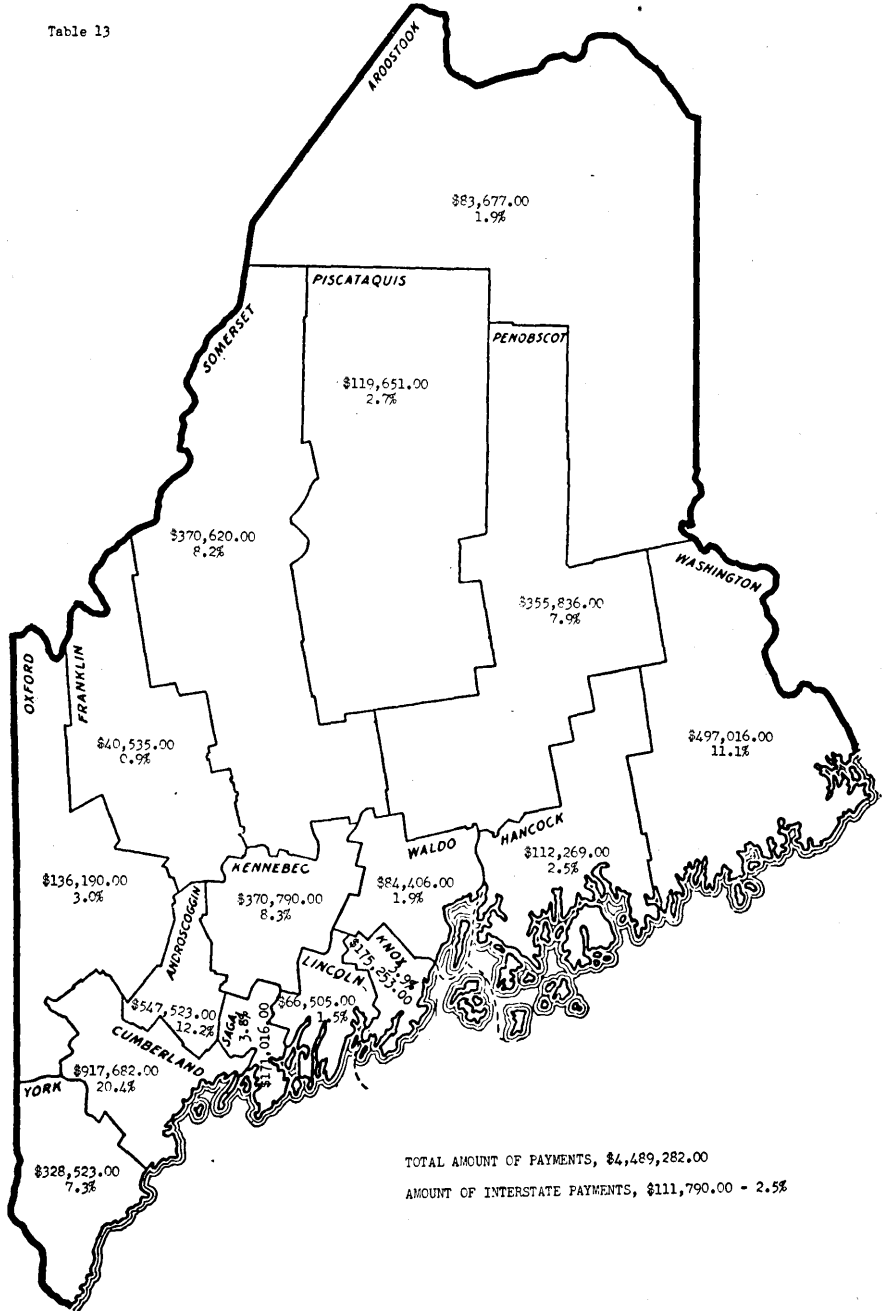 Table 13
AROOSTOOK
$83,677.00
1.9%
PISCATAQUIS
$119,651.00
2.7%
SOMERSET
$370,620.00
8.2%
PENOBSCOT
$355,836.00
7.9%
WASHINGTON
$497,016.00
11.1%
OXFORD
$136,190.00
3.0%
FRANKLIN
$40,535.00
0.9%
KENNEBEC
$370,790.00
8.3%
WALDO
$84,406.00
1.9%
HANCOCK
$112,269.00
2.5%
KNOX
3.9%
$175,253.00
LINCOLN
$66,505.00
1.5%
ANDROSCOGGIN
$547,523.00
12.2%
SAGA.
3.8%
$171,016.00
CUMBERLAND
$917,682.00
20.4%
YORK
$328,523.00
7.3%
TOTAL AMOUNT OF PAYMENTS, $4,489,282.00
AMOUNT OF INTERSTATE PAYMENTS, $111,790.00 - 2.5%